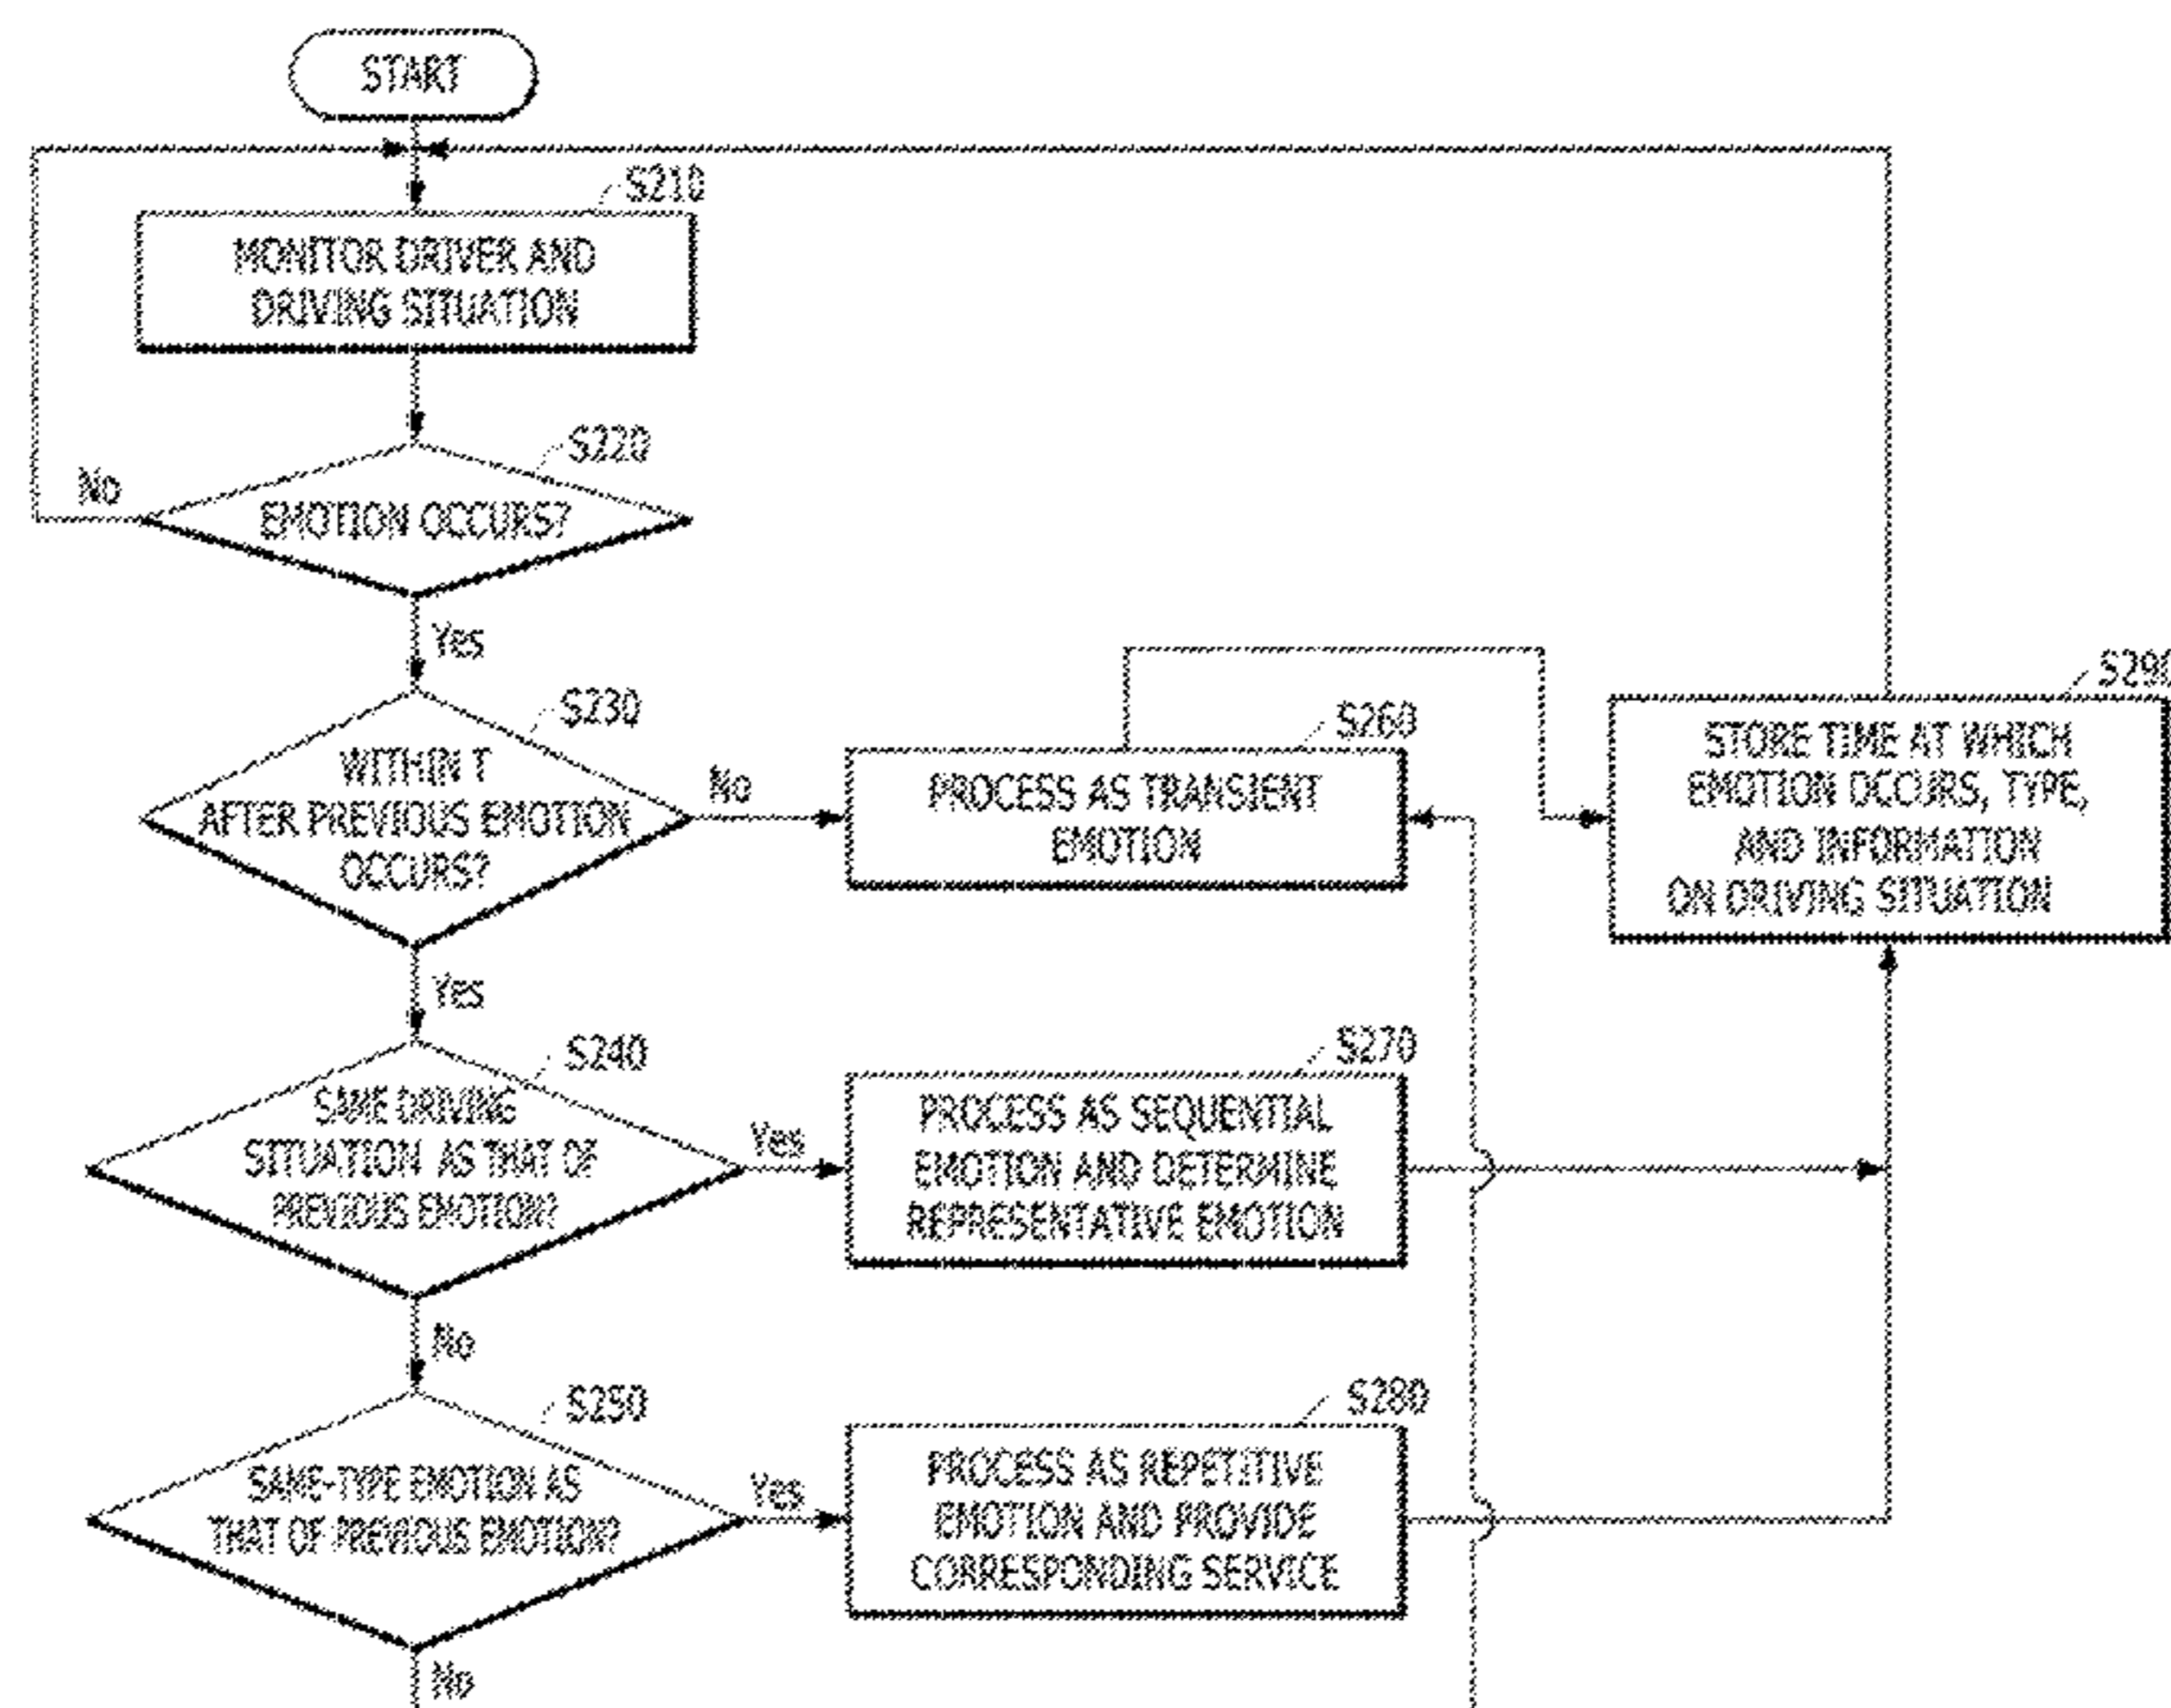 START
S210
MONITOR DRIVER AND
DRIVING SITUATION
S220
No
EMOTION OCCURS?
Yes
S230
WITHIN T
AFTER PREVIOUS EMOTION
OCCURS?
No
S260
PROCESS AS TRANSIENT
EMOTION
S290
STORE TIME AT WHICH
EMOTION OCCURS, TYPE,
AND INFORMATION
ON DRIVING SITUATION
Yes
S240
SAME DRIVING
SITUATION AS THAT OF
PREVIOUS EMOTION?
Yes
S270
PROCESS AS SEQUENTIAL
EMOTION AND DETERMINE
REPRESENTATIVE EMOTION
No
S250
SAME-TYPE EMOTION AS
THAT OF PREVIOUS EMOTION?
Yes
S280
PROCESS AS REPETITIVE
EMOTION AND PROVIDE
CORRESPONDING SERVICE
No